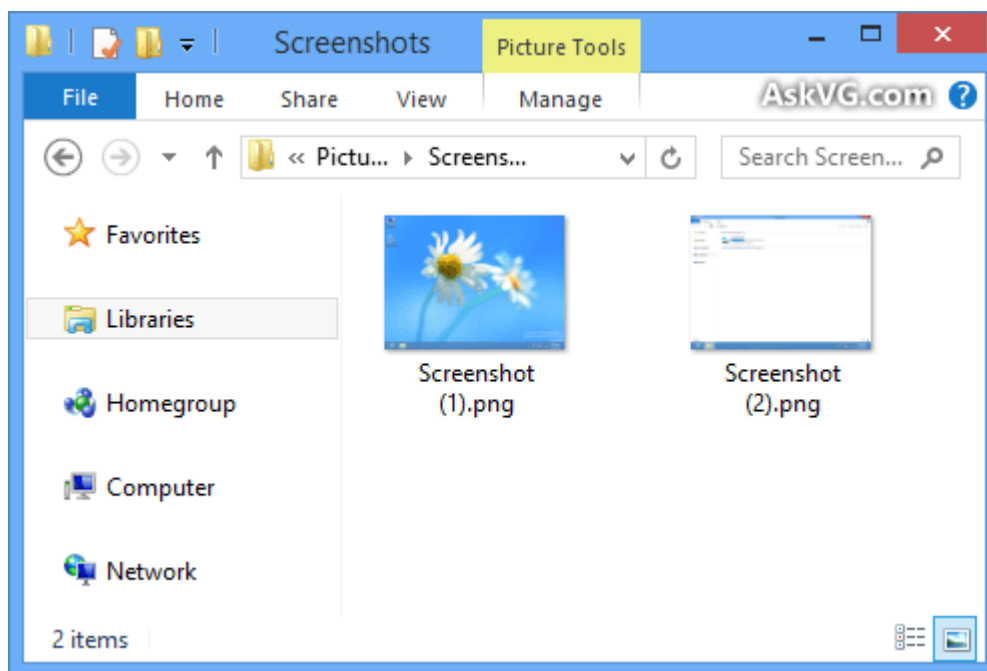 Screenshots
Picture Tools
File Home Share View Manage
AskVG.com
« Pictu... Screens...
Search Screen...
Favorites
Libraries
Homegroup
Computer
Network
Screenshot
(1).png
Screenshot
(2).png
2 items